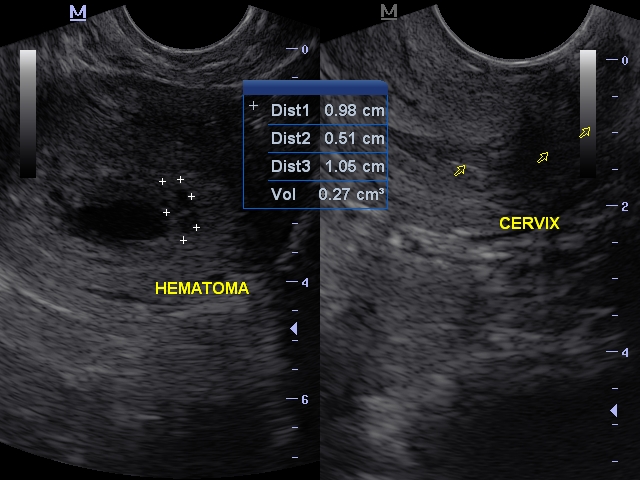 M
0
2
4
6
+ Dist1 0.98 cm
Dist2 0.51 cm
Dist3 1.05 cm
Vol 0.27 cm³
HEMATOMA
M
0
2
4
CERVIX